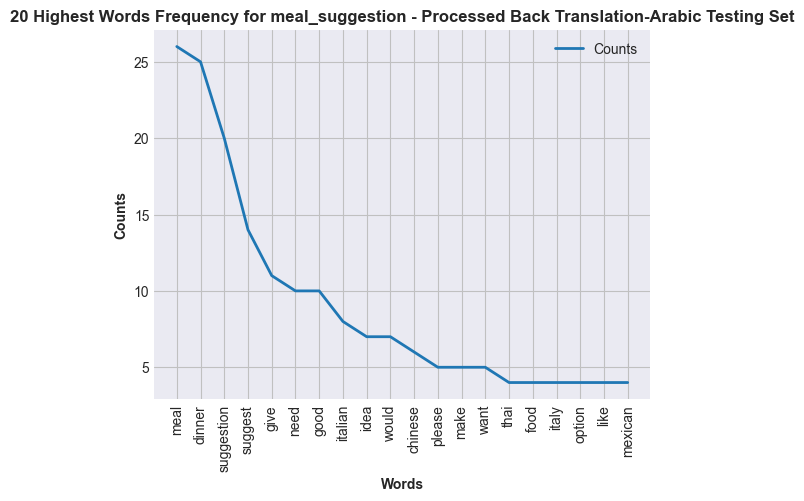 20 Highest Words Frequency for meal_suggestion - Processed Back Translation-Arabic Testing Set
Counts
25
20
15
10
5
Counts
meal
dinner
suggestion
suggest
give
need
good
italian
idea
would
chinese
please
make
want
thai
food
italy
option
like
mexican
Words